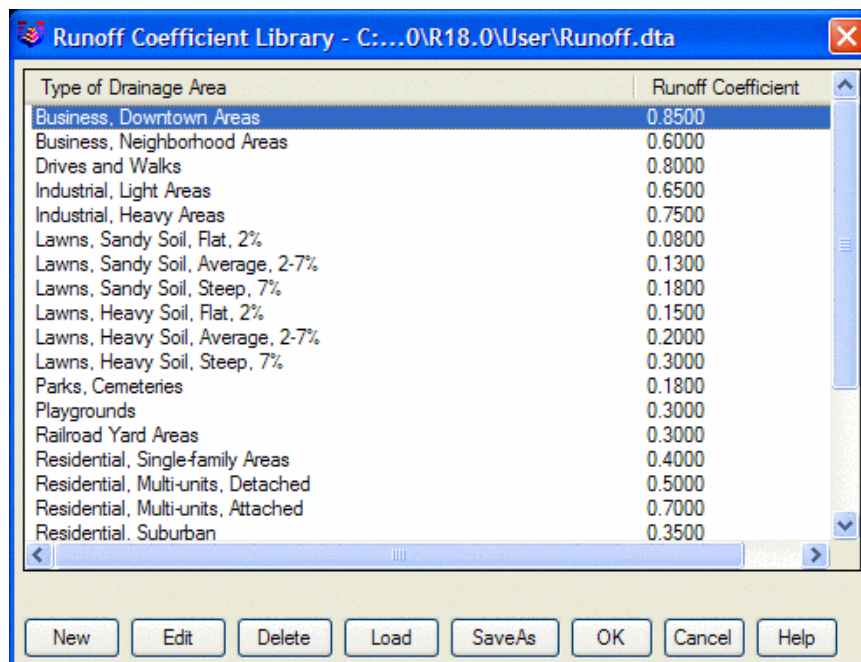 Runoff Coefficient Library - C:...0\R18.0\User\Runoff.dta
Type of Drainage Area Runoff Coefficient
Business, Downtown Areas 0.8500
Business, Neighborhood Areas 0.6000
Drives and Walks 0.8000
Industrial, Light Areas 0.6500
Industrial, Heavy Areas 0.7500
Lawns, Sandy Soil, Flat, 2% 0.0800
Lawns, Sandy Soil, Average, 2-7% 0.1300
Lawns, Sandy Soil, Steep, 7% 0.1800
Lawns, Heavy Soil, Flat, 2% 0.1500
Lawns, Heavy Soil, Average, 2-7% 0.2000
Lawns, Heavy Soil, Steep, 7% 0.3000
Parks, Cemeteries 0.1800
Playgrounds 0.3000
Railroad Yard Areas 0.3000
Residential, Single-family Areas 0.4000
Residential, Multi-units, Detached 0.5000
Residential, Multi-units, Attached 0.7000
Residential, Suburban 0.3500
New Edit Delete Load SaveAs OK Cancel Help